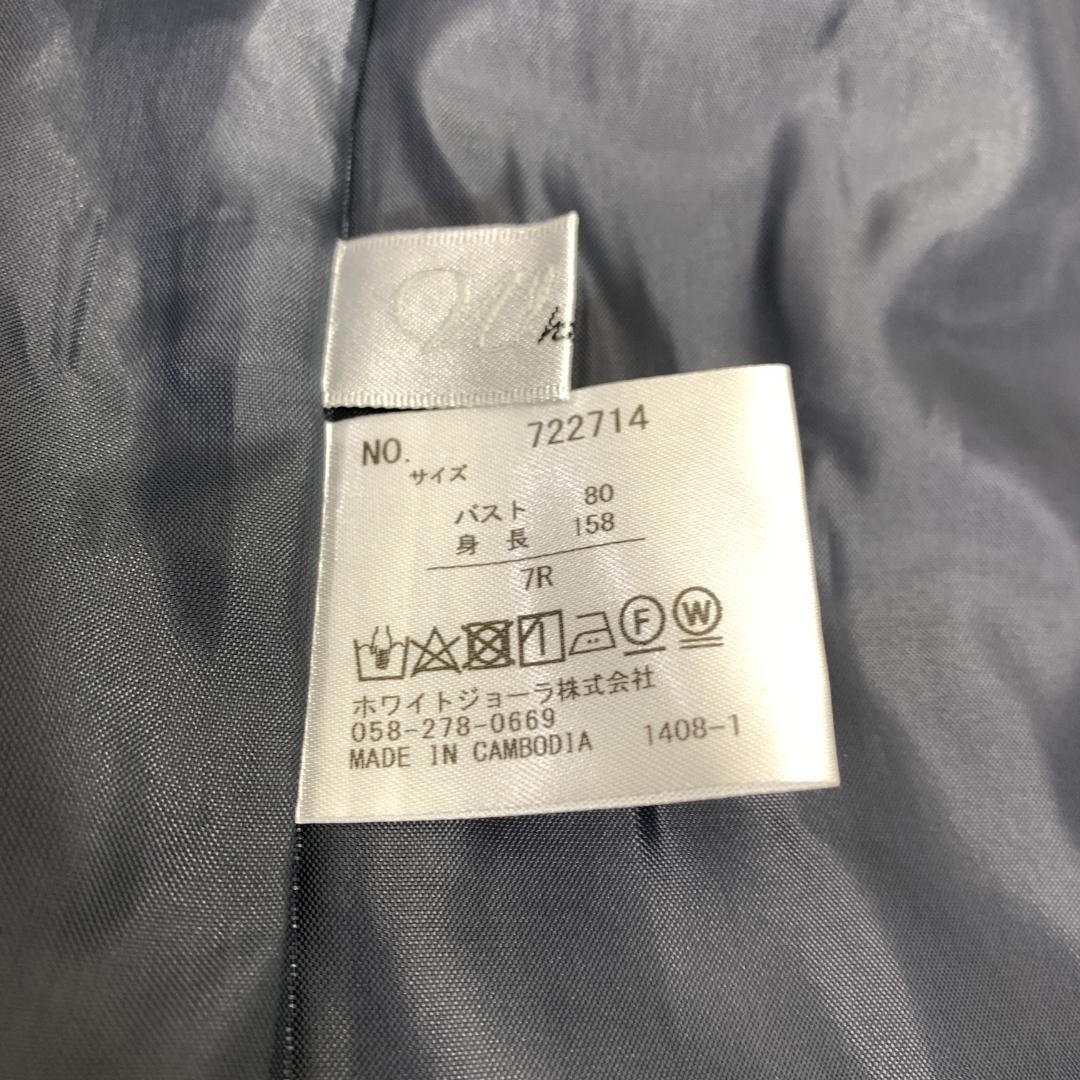 NO. 722714
サイズ
バスト 80
身長 158
7R
F W
ホワイトジョーラ株式会社
058-278-0669
MADE IN CAMBODIA 1408-1